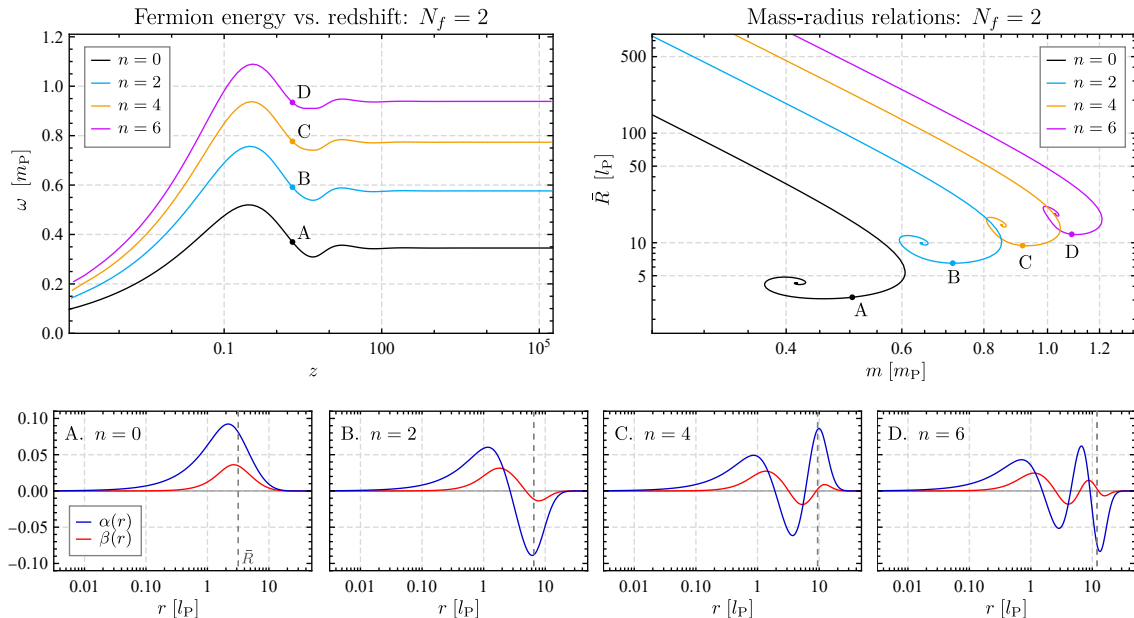 Fermion energy vs. redshift: N_f = 2
n = 0
n = 2
n = 4
n = 6
ω [m_P]
1.2
1.0
0.8
0.6
0.4
0.2
0.0
D
C
B
A
0.1
100
10^5
z
Mass-radius relations: N_f = 2
n = 0
n = 2
n = 4
n = 6
R̄ [l_P]
500
100
50
10
5
A
B
C
D
0.4
0.6
0.8
1.0
1.2
m [m_P]
A. n = 0
α(r)
β(r)
R̄
0.10
0.05
0.00
−0.05
−0.10
0.01 0.10 1 10
r [l_P]
B. n = 2
0.01 0.10 1 10
r [l_P]
C. n = 4
0.01 0.10 1 10
r [l_P]
D. n = 6
0.01 0.10 1 10
r [l_P]